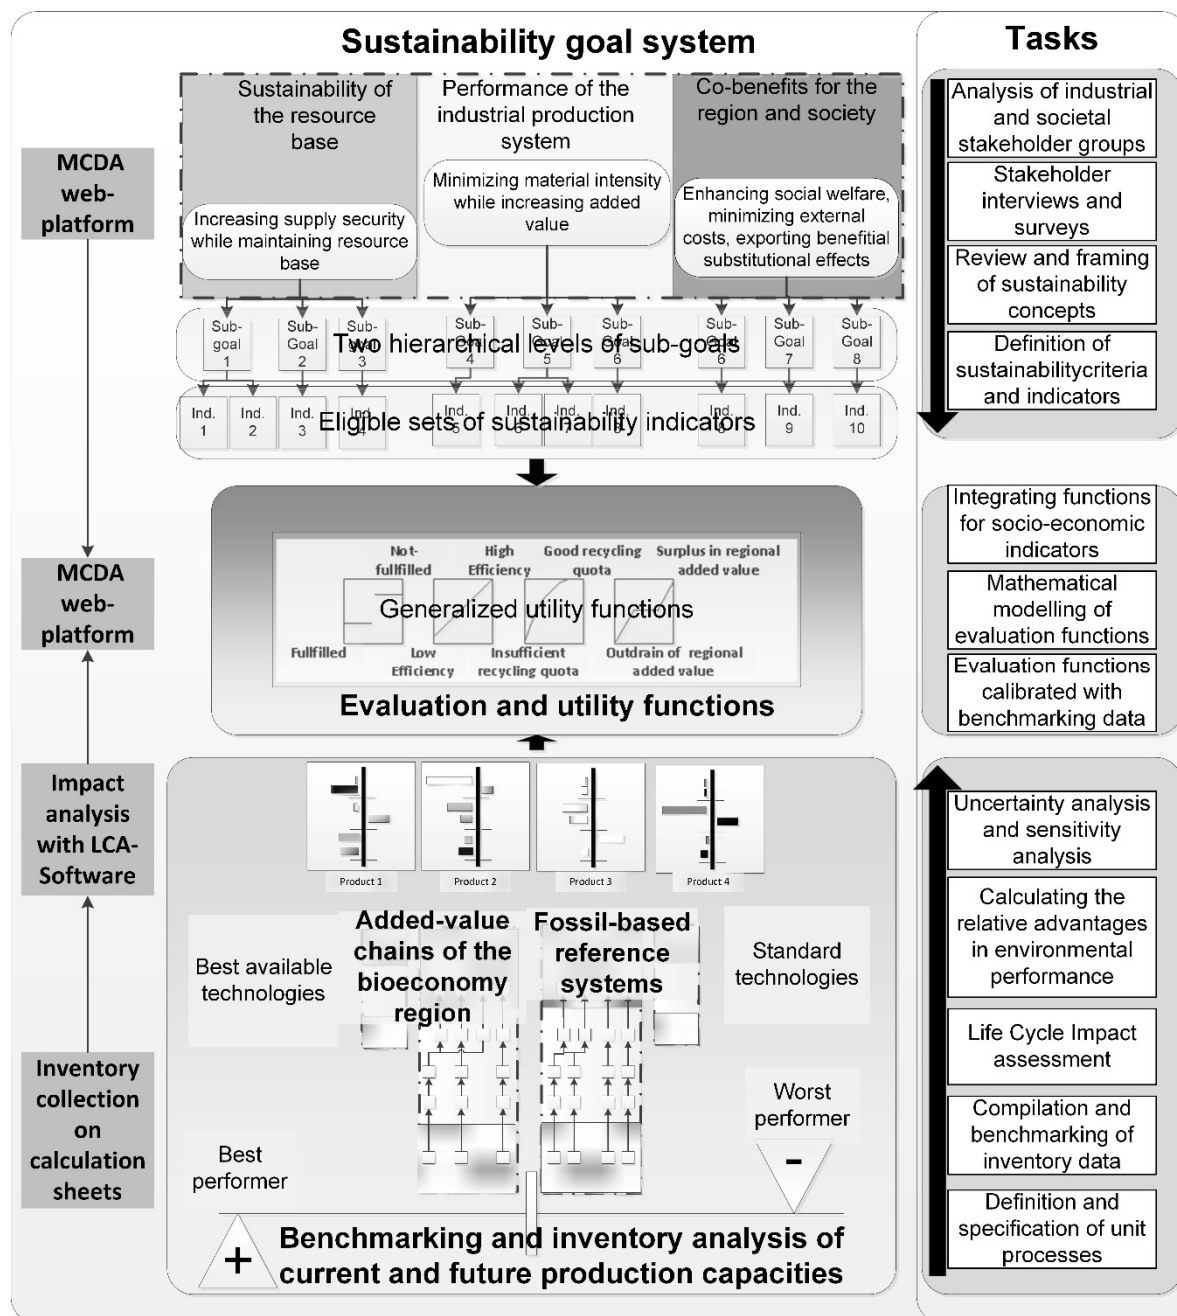 Sustainability goal system
Tasks
Sustainability of
the resource
base
Performance of the
industrial production
system
Co-benefits for the
region and society
Increasing supply security
while maintaining resource
base
Minimizing material intensity
while increasing added
value
Enhancing social welfare,
minimizing external
costs, exporting benefitial
substitutional effects
MCDA
web-
platform
Sub-
goal
1
Sub-
Goal
2
Sub-
goal
3
Sub-
Goal
4
Sub-
Goal
5
Sub-
Goal
6
Sub-
Goal
6
Sub-
Goal
7
Sub-
Goal
8
Two hierarchical levels of sub-goals
Ind.
1
Ind.
2
Ind.
3
Ind.
4
Ind.
5
Ind.
6
Ind.
7
Ind.
8
Ind.
9
Ind.
10
Eligible sets of sustainability indicators
Analysis of industrial
and societal
stakeholder groups
Stakeholder
interviews and
surveys
Review and framing
of sustainability
concepts
Definition of
sustainabilitycriteria
and indicators
MCDA
web-
platform
Not-
fullfilled
High
Efficiency
Good recycling
quota
Surplus in regional
added value
Generalized utility functions
Fullfilled
Low
Efficiency
Insufficient
recycling quota
Outdrain of regional
added value
Evaluation and utility functions
Integrating functions
for socio-economic
indicators
Mathematical
modelling of
evaluation functions
Evaluation functions
calibrated with
benchmarking data
Impact
analysis
with LCA-
Software
Inventory
collection
on
calculation
sheets
Product 1
Product 2
Product 3
Product 4
Best available
technologies
Added-value
chains of the
bioeconomy
region
Fossil-based
reference
systems
Standard
technologies
Best
performer
Worst
performer
-
+
Benchmarking and inventory analysis of
current and future production capacities
Uncertainty analysis
and sensitivity
analysis
Calculating the
relative advantages
in environmental
performance
Life Cycle Impact
assessment
Compilation and
benchmarking of
inventory data
Definition and
specification of unit
processes